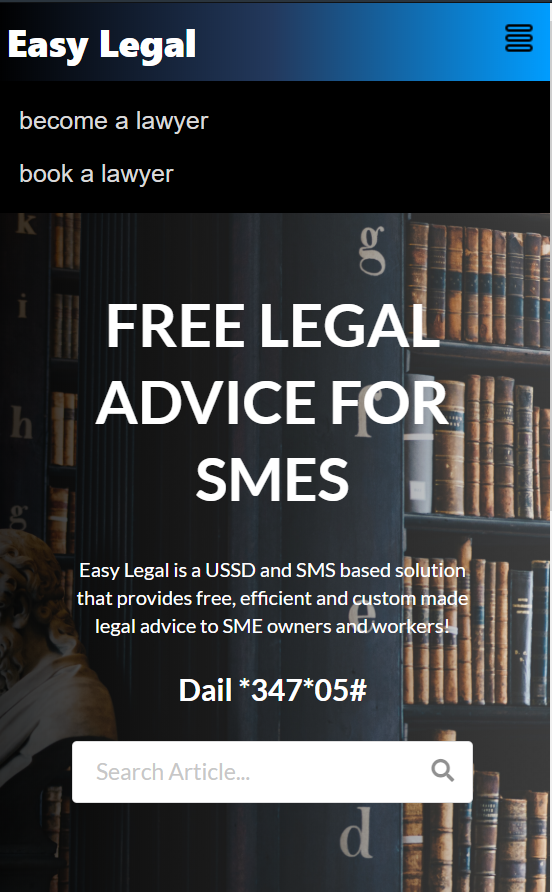 Easy Legal
become a lawyer
book a lawyer
k
g
i
FREE LEGAL
ADVICE FOR
f
h
SMES
g
Easy Legal is a USSD and SMS based solution
that provides free, efficient and custom made
e
legal advice to SME owners and workers!
Dail *347*05#
Search Article...
d